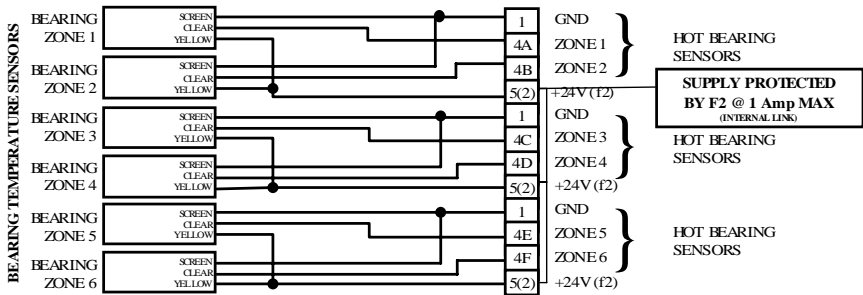 BEARING TEMPERATURE SENSORS
BEARING
ZONE 1
SCREEN
CLEAR
YELLOW
1 GND
4A ZONE 1
BEARING
ZONE 2
SCREEN
CLEAR
YELLOW
4B ZONE 2
5(2) +24V (f2)
HOT BEARING
SENSORS
SUPPLY PROTECTED
BY F2 @ 1 Amp MAX
(INTERNAL LINK)
BEARING
ZONE 3
SCREEN
CLEAR
YELLOW
1 GND
4C ZONE 3
BEARING
ZONE 4
SCREEN
CLEAR
YELLOW
4D ZONE 4
5(2) +24V (f2)
HOT BEARING
SENSORS
BEARING
ZONE 5
SCREEN
CLEAR
YELLOW
1 GND
4E ZONE 5
BEARING
ZONE 6
SCREEN
CLEAR
YELLOW
4F ZONE 6
5(2) +24V (f2)
HOT BEARING
SENSORS